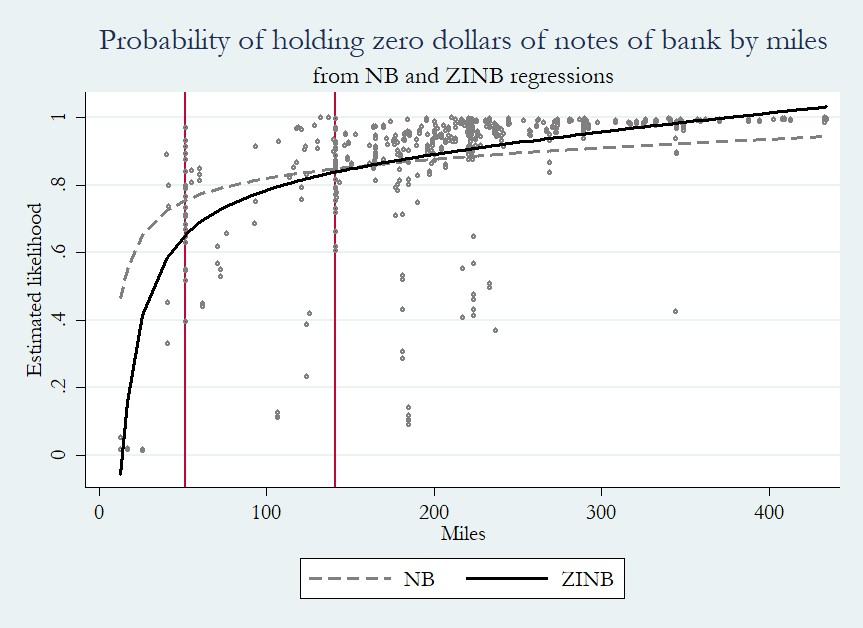 Probability of holding zero dollars of notes of bank by miles
from NB and ZINB regressions
Estimated likelihood
1
.8
.6
.4
.2
0
0 100 200 300 400
Miles
NB ZINB